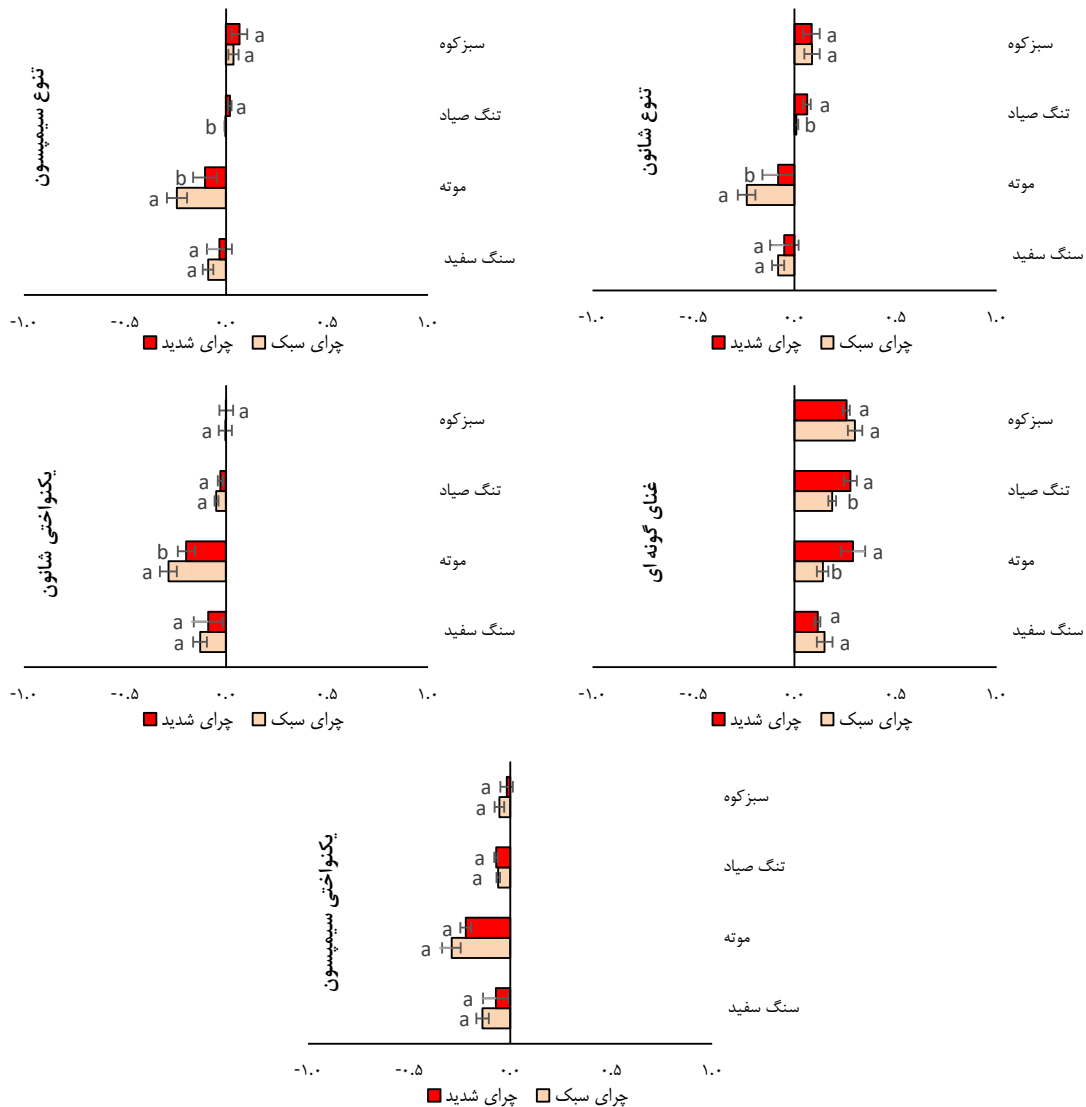 تنوع سیمپسون
سبزکوه
a
a
تنگ صیاد
a
b
موته
b
a
سنگ سفید
a
a
-۱.۰ -۰.۵ ۰.۰ ۰.۵ ۱.۰
چرای شدید چرای سبک
تنوع شانون
سبزکوه
a
a
تنگ صیاد
a
b
موته
b
a
سنگ سفید
a
a
-۱.۰ -۰.۵ ۰.۰ ۰.۵ ۱.۰
چرای شدید چرای سبک
یکنواختی شانون
سبزکوه
a
a
تنگ صیاد
a
a
موته
b
a
سنگ سفید
a
a
-۱.۰ -۰.۵ ۰.۰ ۰.۵ ۱.۰
چرای شدید چرای سبک
غنای گونه ای
سبزکوه
a
a
تنگ صیاد
a
b
موته
a
b
سنگ سفید
a
a
-۱.۰ -۰.۵ ۰.۰ ۰.۵ ۱.۰
چرای شدید چرای سبک
یکنواختی سیمپسون
سبزکوه
a
a
تنگ صیاد
a
a
موته
a
a
سنگ سفید
a
a
-۱.۰ -۰.۵ ۰.۰ ۰.۵ ۱.۰
چرای شدید چرای سبک